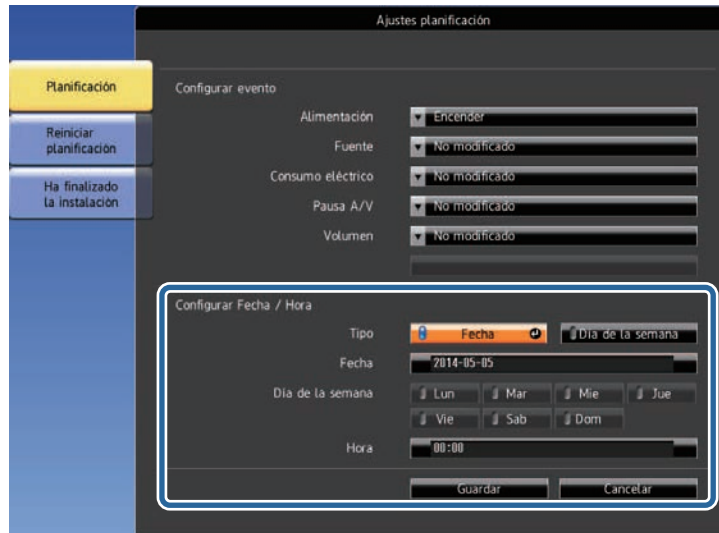 Ajustes planificación
Planificación
Reiniciar
planificación
Ha finalizado
la instalación
Configurar evento
Alimentación Encender
Fuente No modificado
Consumo eléctrico No modificado
Pausa A/V No modificado
Volumen No modificado
Configurar Fecha / Hora
Tipo Fecha Día de la semana
Fecha 2014-05-05
Día de la semana Lun Mar Mie Jue
Vie Sab Dom
Hora 00:00
Guardar Cancelar